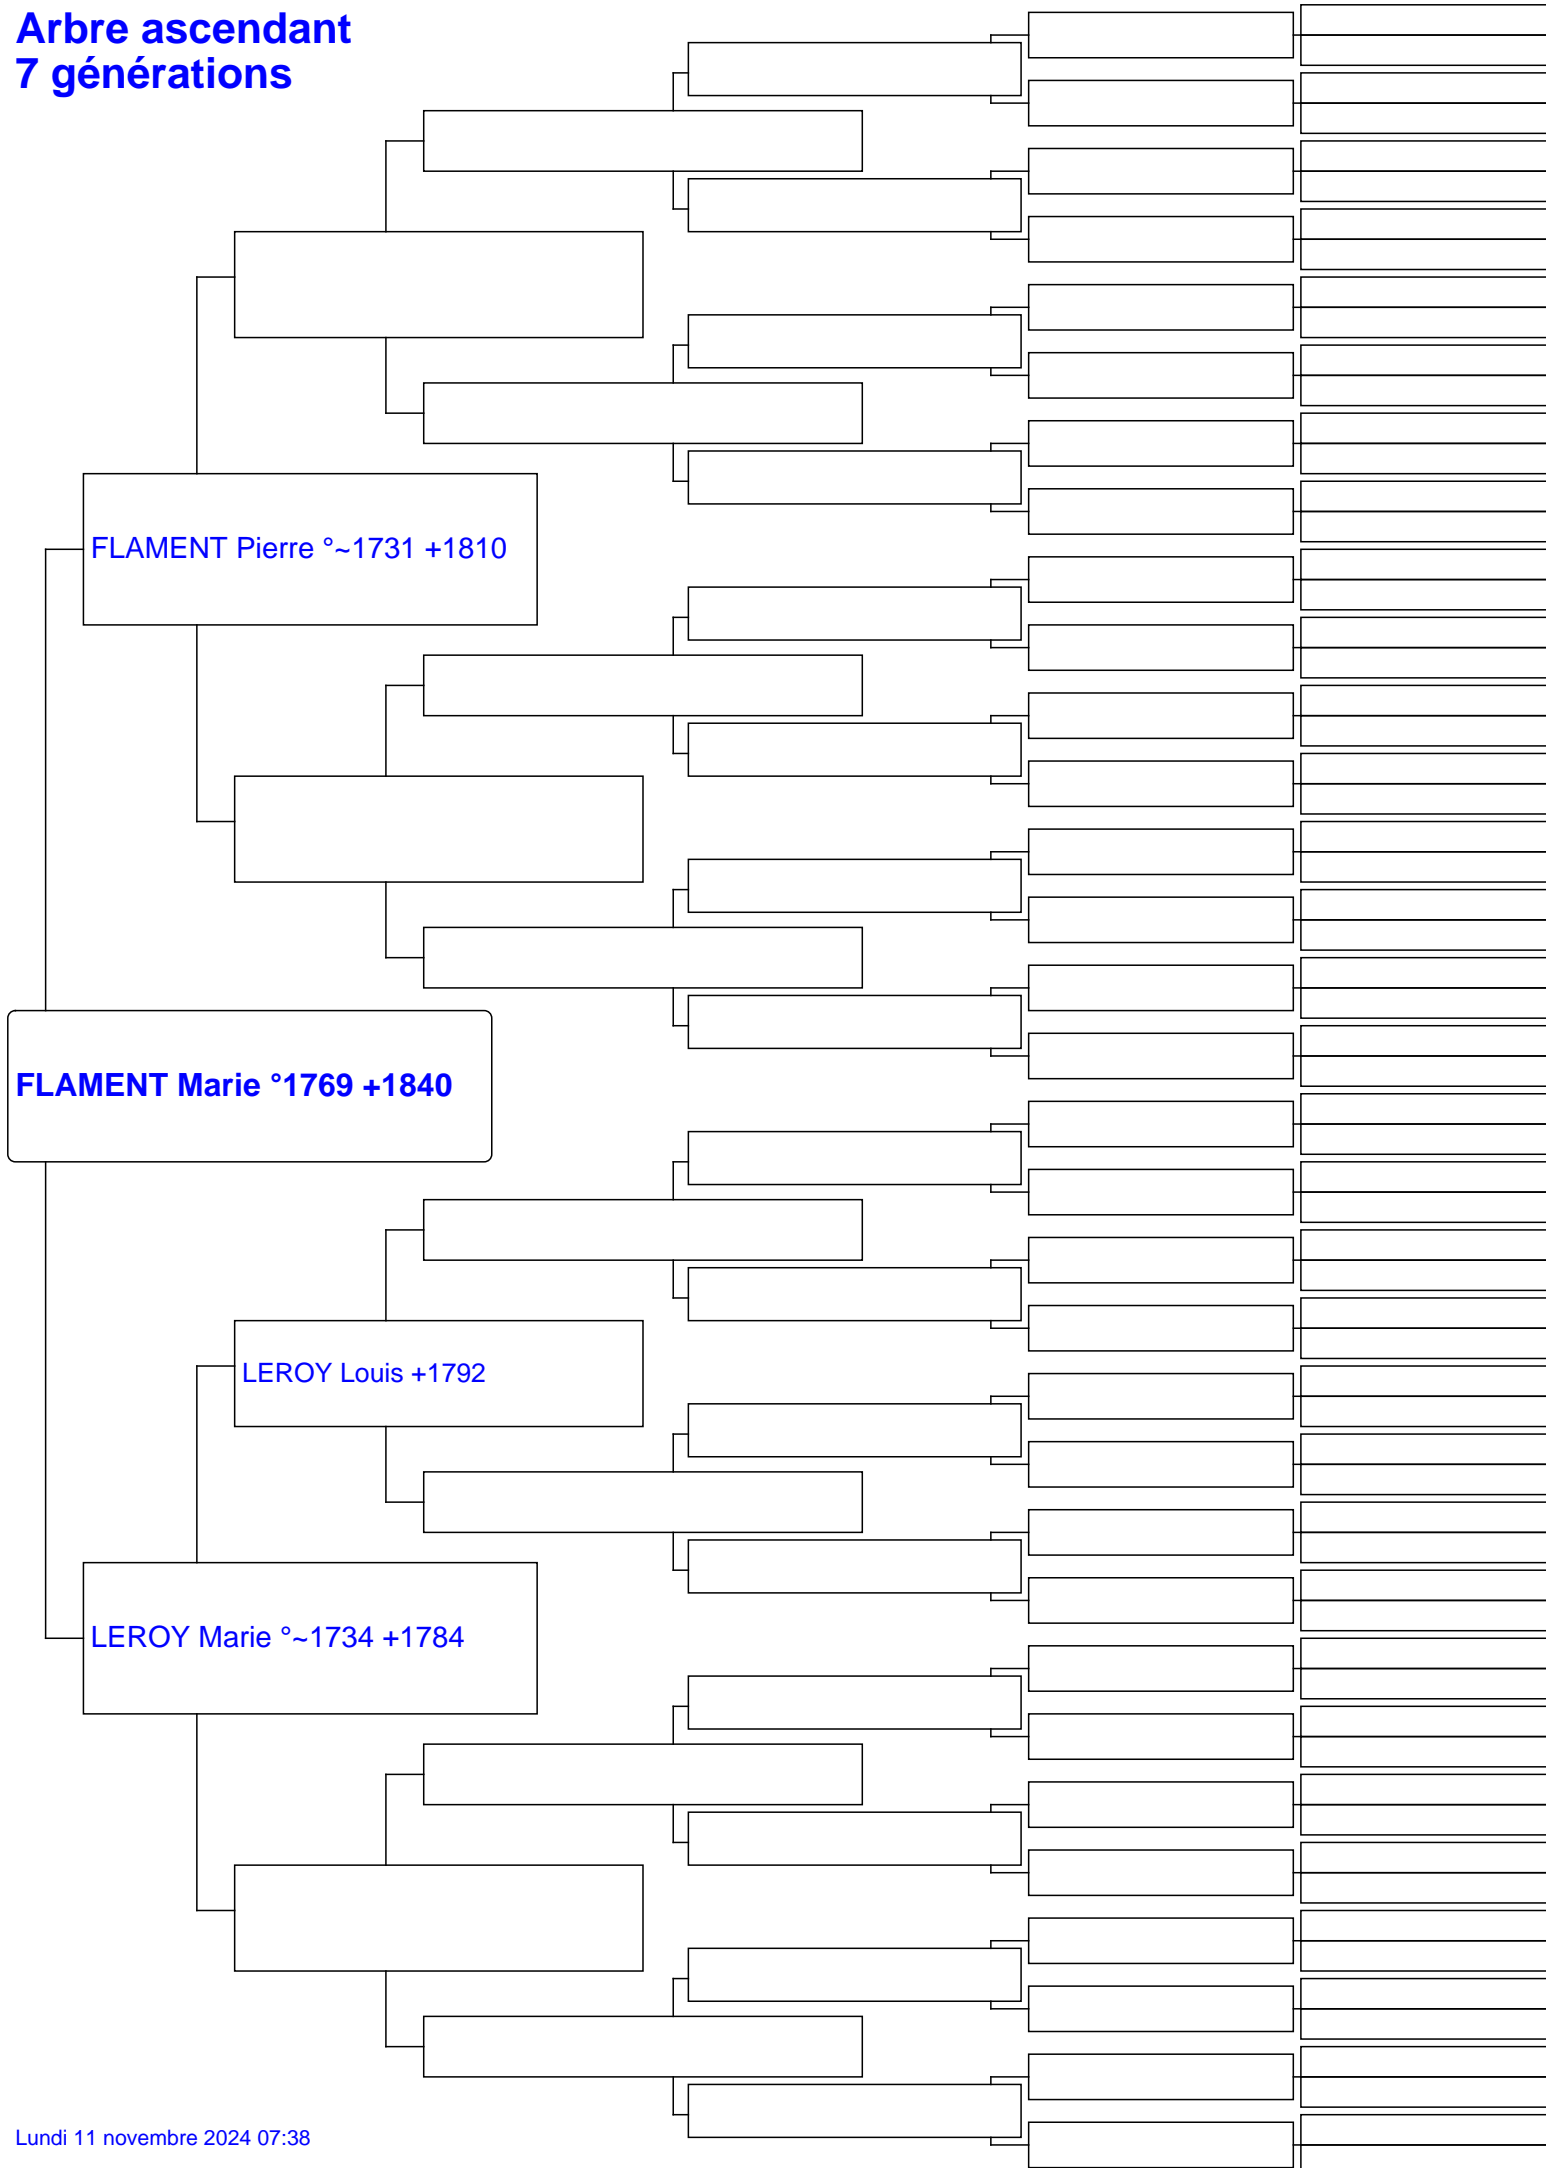 Arbre ascendant
7 générations
FLAMENT Pierre °~1731 +1810
FLAMENT Marie °1769 +1840
LEROY Louis +1792
LEROY Marie °~1734 +1784
Lundi 11 novembre 2024 07:38